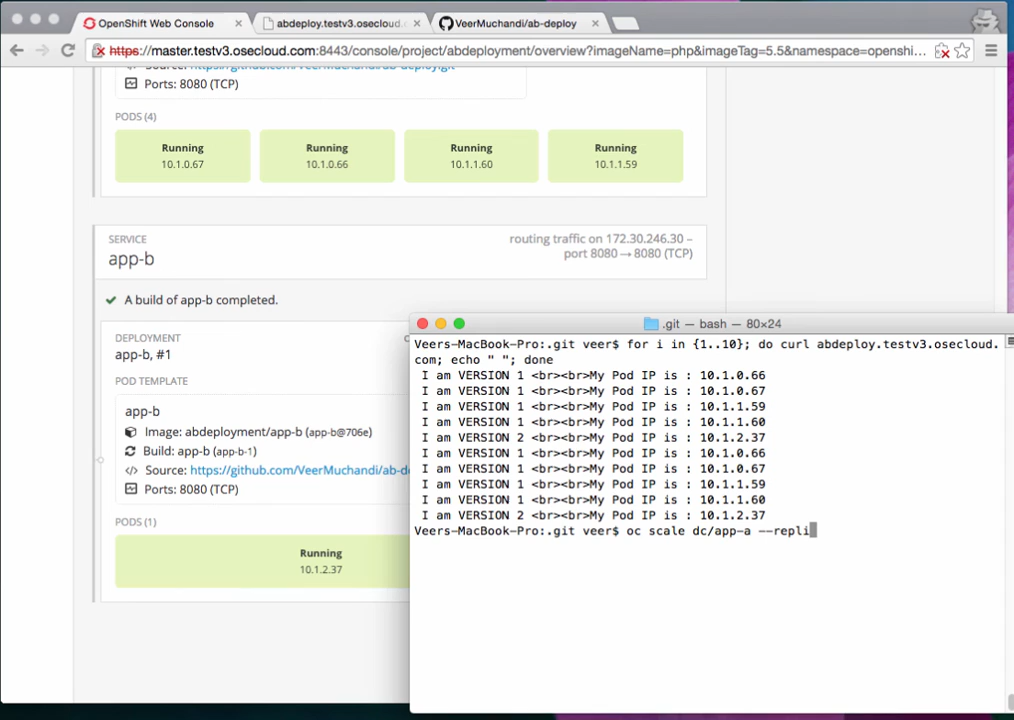 OpenShift Web Console
abdeploy.testv3.osecloud.
VeerMuchandi/ab-deploy
https://master.testv3.osecloud.com:8443/console/project/abdeployment/overview?imageName=php&imageTag=5.5&namespace=openshi...
Source: https://github.com/VeerMuchandi/ab-deploy.git
Ports: 8080 (TCP)
PODS (4)
Running Running Running Running
10.1.0.67 10.1.0.66 10.1.1.60 10.1.1.59
SERVICE
app-b
routing traffic on 172.30.246.30 –
port 8080→8080 (TCP)
A build of app-b completed.
DEPLOYMENT
app-b, #1
POD TEMPLATE
app-b
Image: abdeployment/app-b (app-b@706e)
Build: app-b (app-b-1)
Source: https://github.com/VeerMuchandi/ab-d
Ports: 8080 (TCP)
PODS (1)
Running
10.1.2.37
.git — bash — 80×24
Veers-MacBook-Pro:.git veer$ for i in {1..10}; do curl abdeploy.testv3.osecloud.
com; echo " "; done
I am VERSION 1 <br><br>My Pod IP is : 10.1.0.66
I am VERSION 1 <br><br>My Pod IP is : 10.1.0.67
I am VERSION 1 <br><br>My Pod IP is : 10.1.1.59
I am VERSION 1 <br><br>My Pod IP is : 10.1.1.60
I am VERSION 2 <br><br>My Pod IP is : 10.1.2.37
I am VERSION 1 <br><br>My Pod IP is : 10.1.0.66
I am VERSION 1 <br><br>My Pod IP is : 10.1.0.67
I am VERSION 1 <br><br>My Pod IP is : 10.1.1.59
I am VERSION 1 <br><br>My Pod IP is : 10.1.1.60
I am VERSION 2 <br><br>My Pod IP is : 10.1.2.37
Veers-MacBook-Pro:.git veer$ oc scale dc/app-a --repli